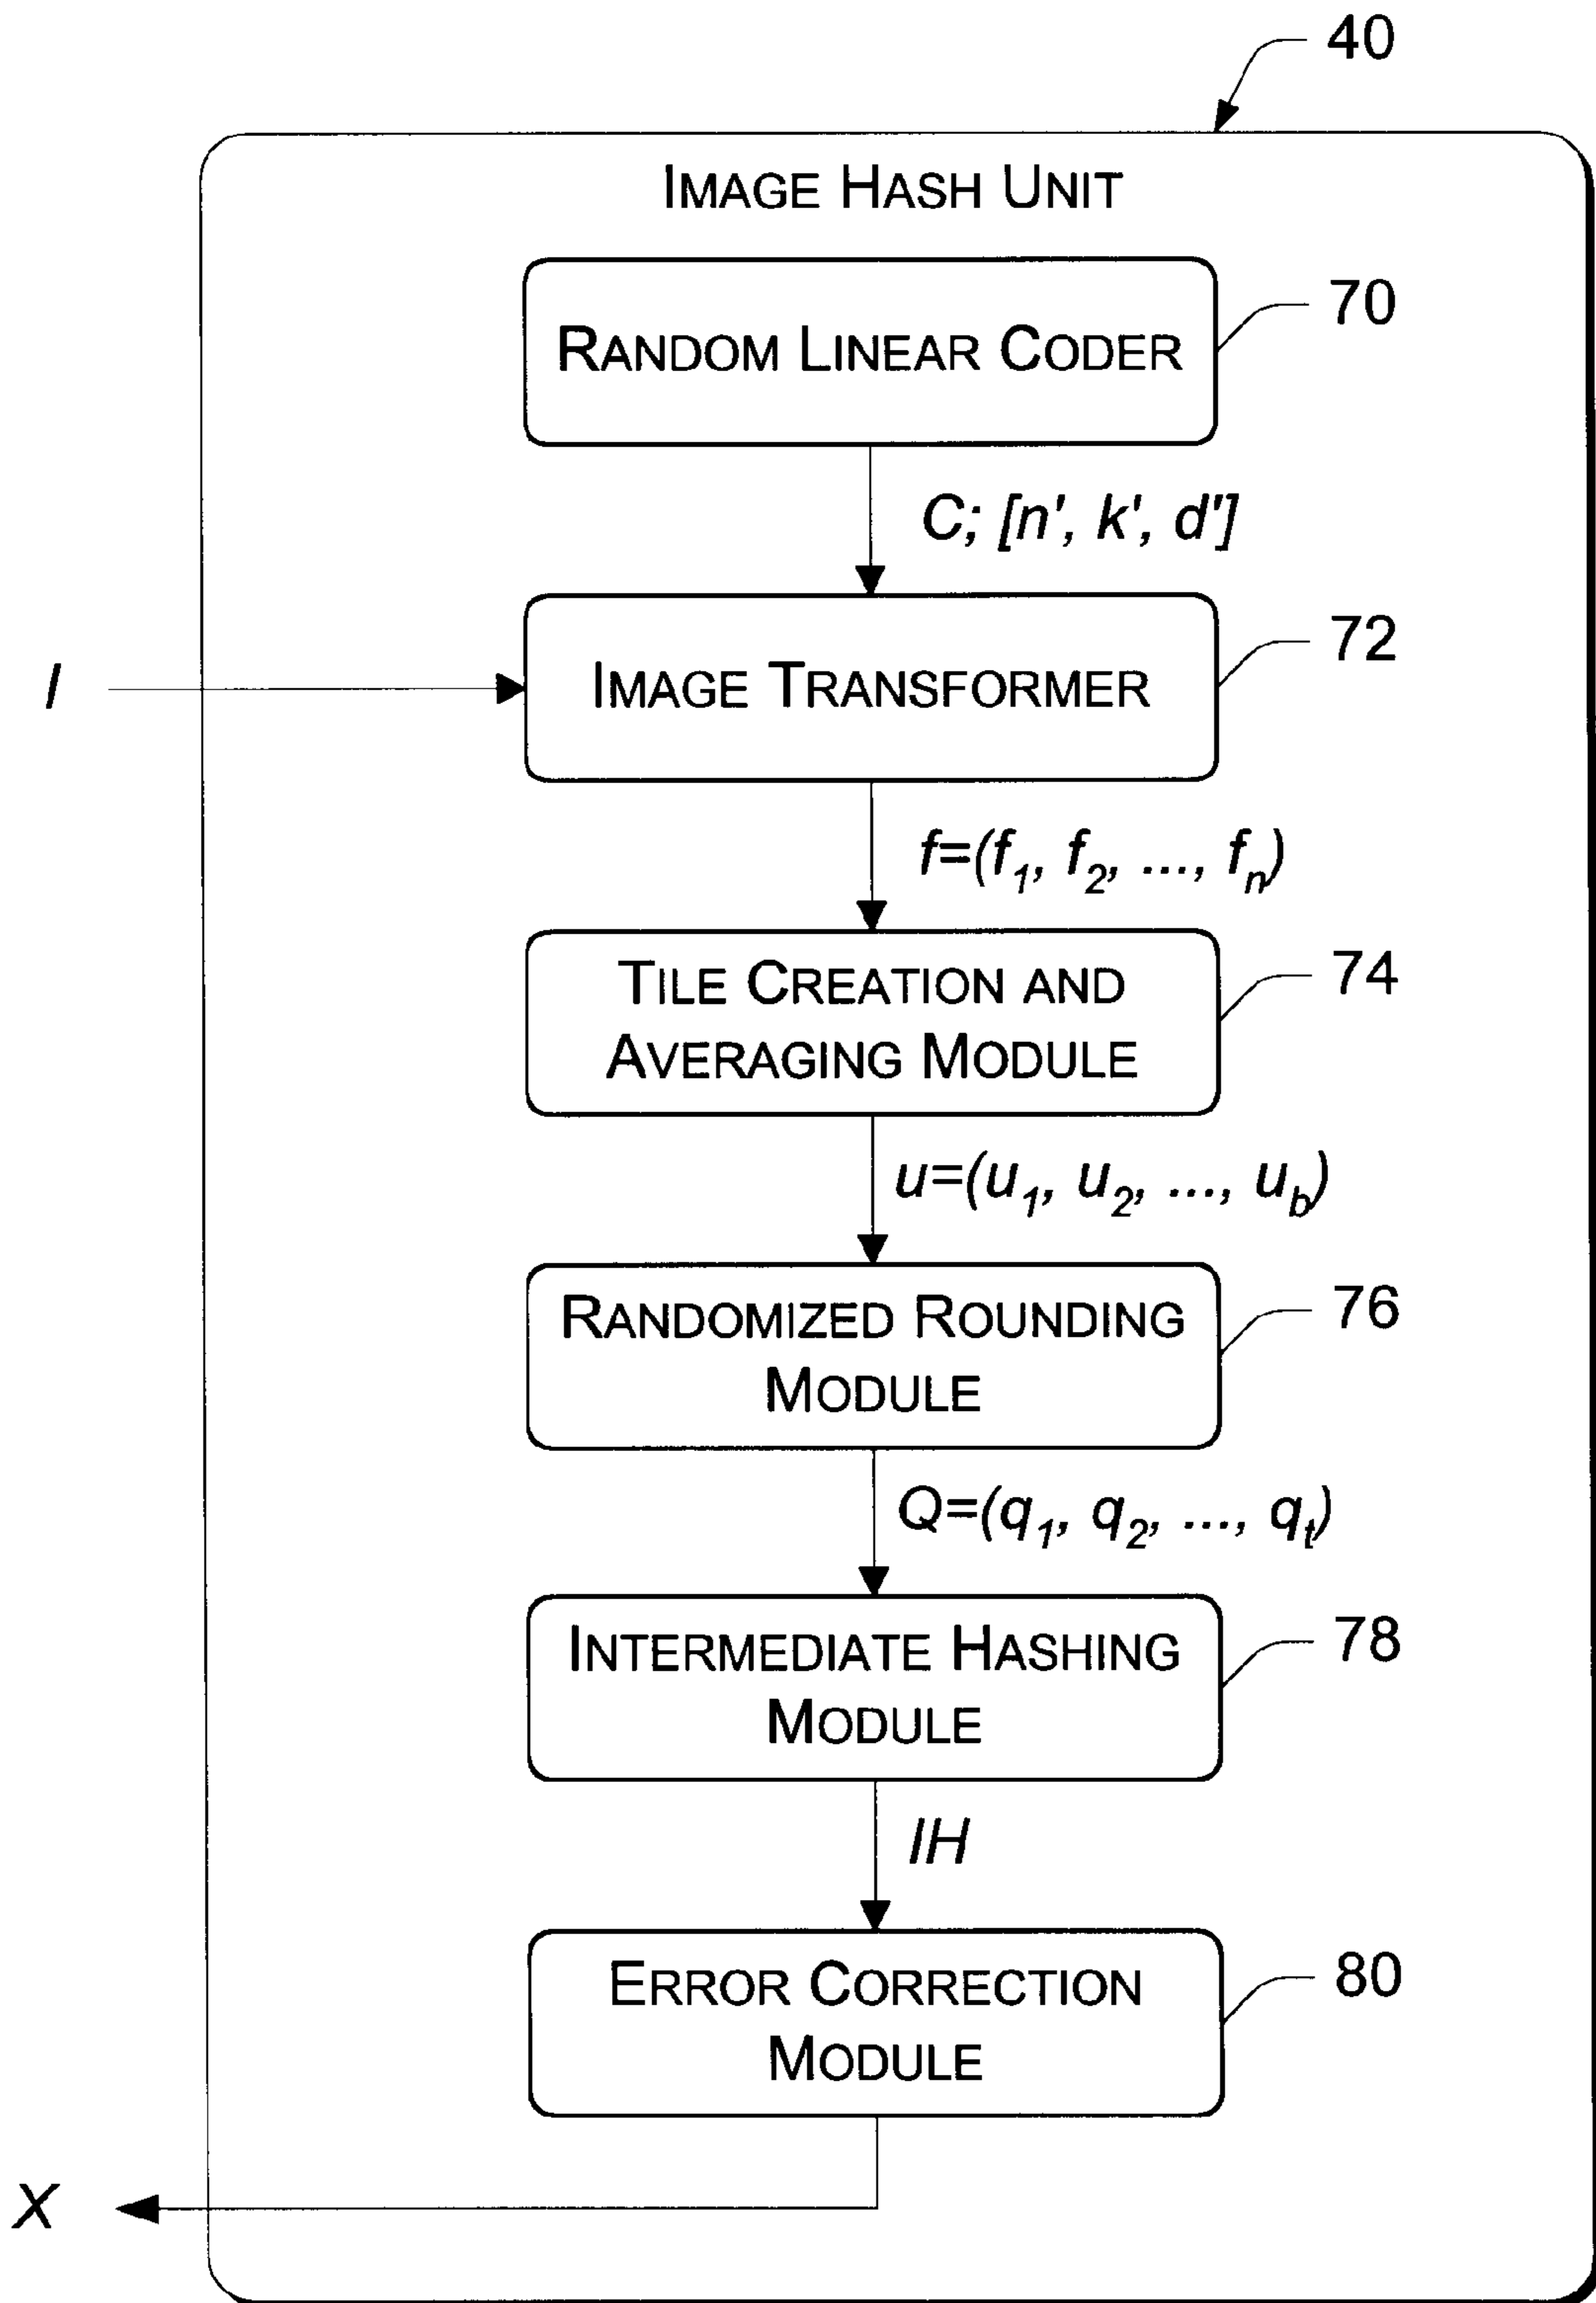 40
IMAGE HASH UNIT
RANDOM LINEAR CODER
70
C; [n', k', d']
I
IMAGE TRANSFORMER
72
f=(f1, f2, ..., fn)
TILE CREATION AND
AVERAGING MODULE
74
u=(u1, u2, ..., ub)
RANDOMIZED ROUNDING
MODULE
76
Q=(q1, q2, ..., qt)
INTERMEDIATE HASHING
MODULE
78
IH
ERROR CORRECTION
MODULE
80
X